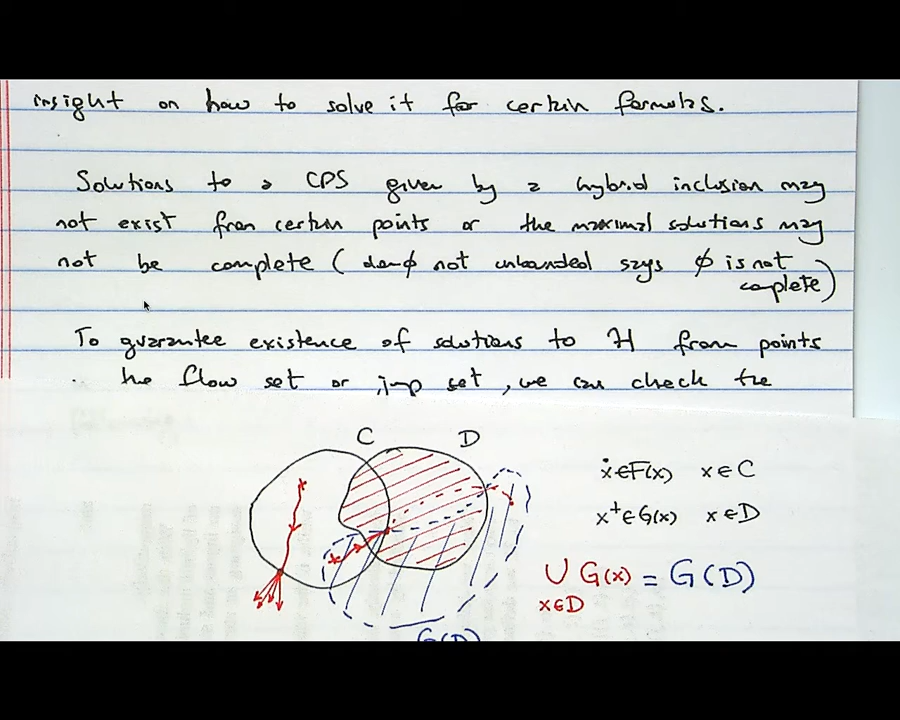 insight on how to solve it for certain formulas.
Solutions to a CPS given by a hybrid inclusion may
not exist from certain points or the maximal solutions may
not be complete ( dom ϕ not unbounded says ϕ is not
complete)
To guarantee existence of solutions to H from points
the flow set or jump set, we can check the
C D
ẋ∈F(x) x∈C
x⁺∈G(x) x∈D
∪ G(x) = G(D)
x∈D
G(D)